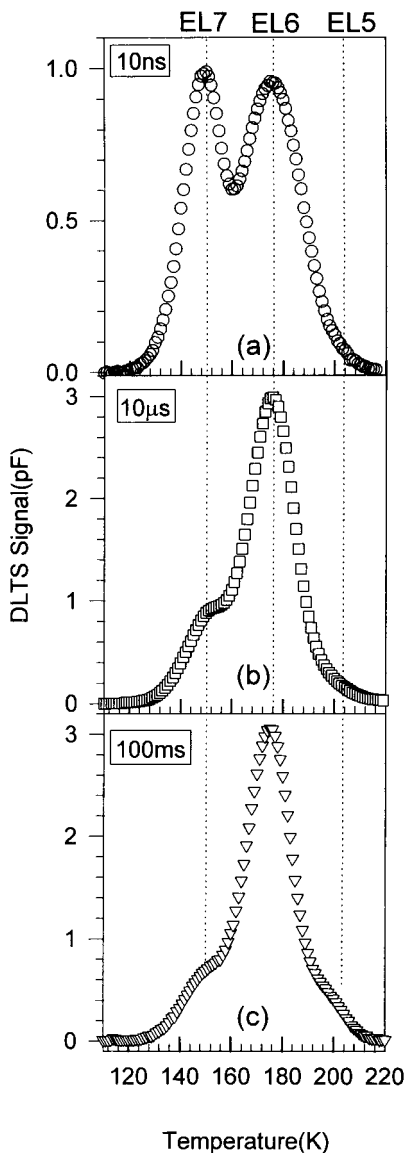 EL7 EL6 EL5
10ns
1.0
0.5
0.0
(a)
10μs
3
2
1
0
(b)
DLTS Signal(pF)
100ms
3
2
1
0
(c)
120 140 160 180 200 220
Temperature(K)